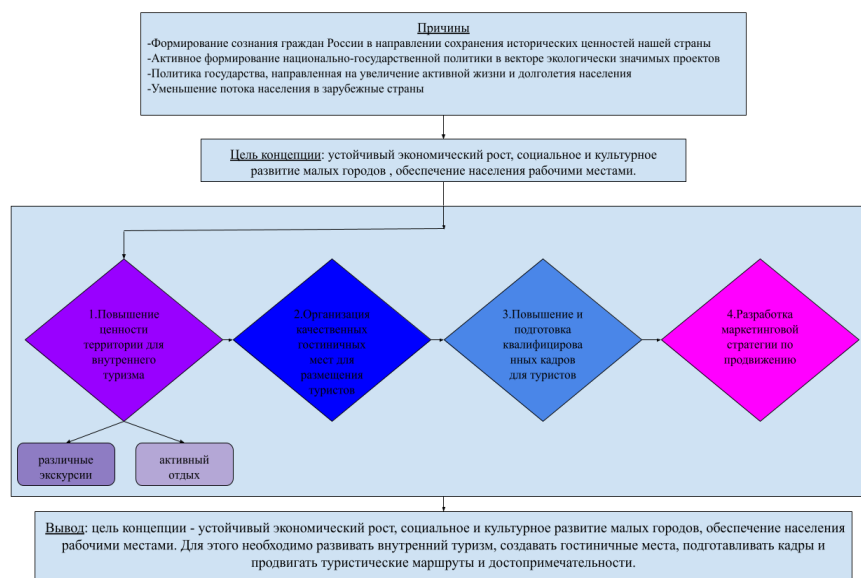 Причины
-Формирование сознания граждан России в направлении сохранения исторических ценностей нашей страны
-Активное формирование национально-государственной политики в векторе экологически значимых проектов
-Политика государства, направленная на увеличение активной жизни и долголетия населения
-Уменьшение потока населения в зарубежные страны
Цель концепции: устойчивый экономический рост, социальное и культурное
развитие малых городов , обеспечение населения рабочими местами.
1.Повышение
ценности
территории для
внутреннего
туризма
2.Организация
качественных
гостиничных
мест для
размещения
туристов
3.Повышение и
подготовка
квалифицирова
нных кадров
для туристов
4.Разработка
маркетинговой
стратегии по
продвижению
различные
экскурсии
активный
отдых
Вывод: цель концепции - устойчивый экономический рост, социальное и культурное развитие малых городов, обеспечение населения
рабочими местами. Для этого необходимо развивать внутренний туризм, создавать гостиничные места, подготавливать кадры и
продвигать туристические маршруты и достопримечательности.